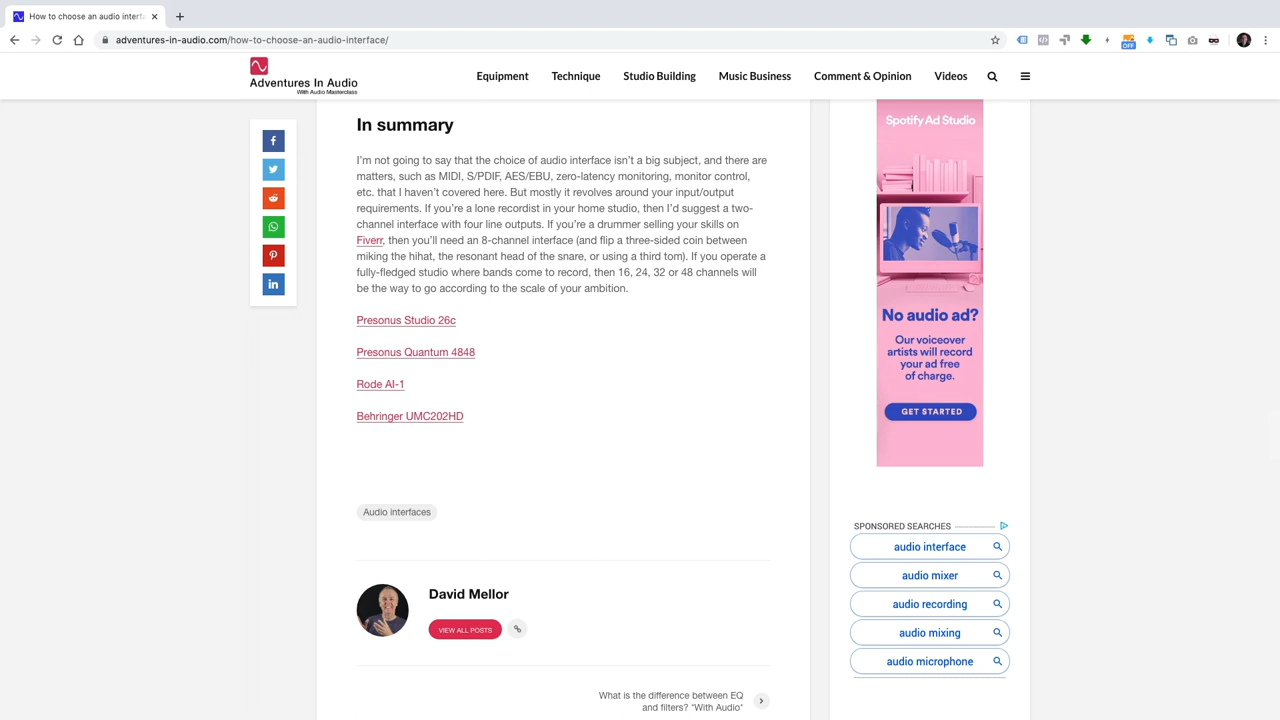 How to choose an audio interfa
adventures-in-audio.com/how-to-choose-an-audio-interface/
OFF
Adventures In Audio
With Audio Masterclass
Equipment
Technique
Studio Building
Music Business
Comment & Opinion
Videos
In summary
I'm not going to say that the choice of audio interface isn't a big subject, and there are
matters, such as MIDI, S/PDIF, AES/EBU, zero-latency monitoring, monitor control,
etc. that I haven't covered here. But mostly it revolves around your input/output
requirements. If you're a lone recordist in your home studio, then I'd suggest a two-
channel interface with four line outputs. If you're a drummer selling your skills on
Fiverr, then you'll need an 8-channel interface (and flip a three-sided coin between
miking the hihat, the resonant head of the snare, or using a third tom). If you operate a
fully-fledged studio where bands come to record, then 16, 24, 32 or 48 channels will
be the way to go according to the scale of your ambition.
Presonus Studio 26c
Presonus Quantum 4848
Rode AI-1
Behringer UMC202HD
Audio interfaces
David Mellor
VIEW ALL POSTS
What is the difference between EQ
and filters? "With Audio"
Spotify Ad Studio
No audio ad?
Our voiceover
artists will record
your ad free
of charge.
GET STARTED
SPONSORED SEARCHES
audio interface
audio mixer
audio recording
audio mixing
audio microphone